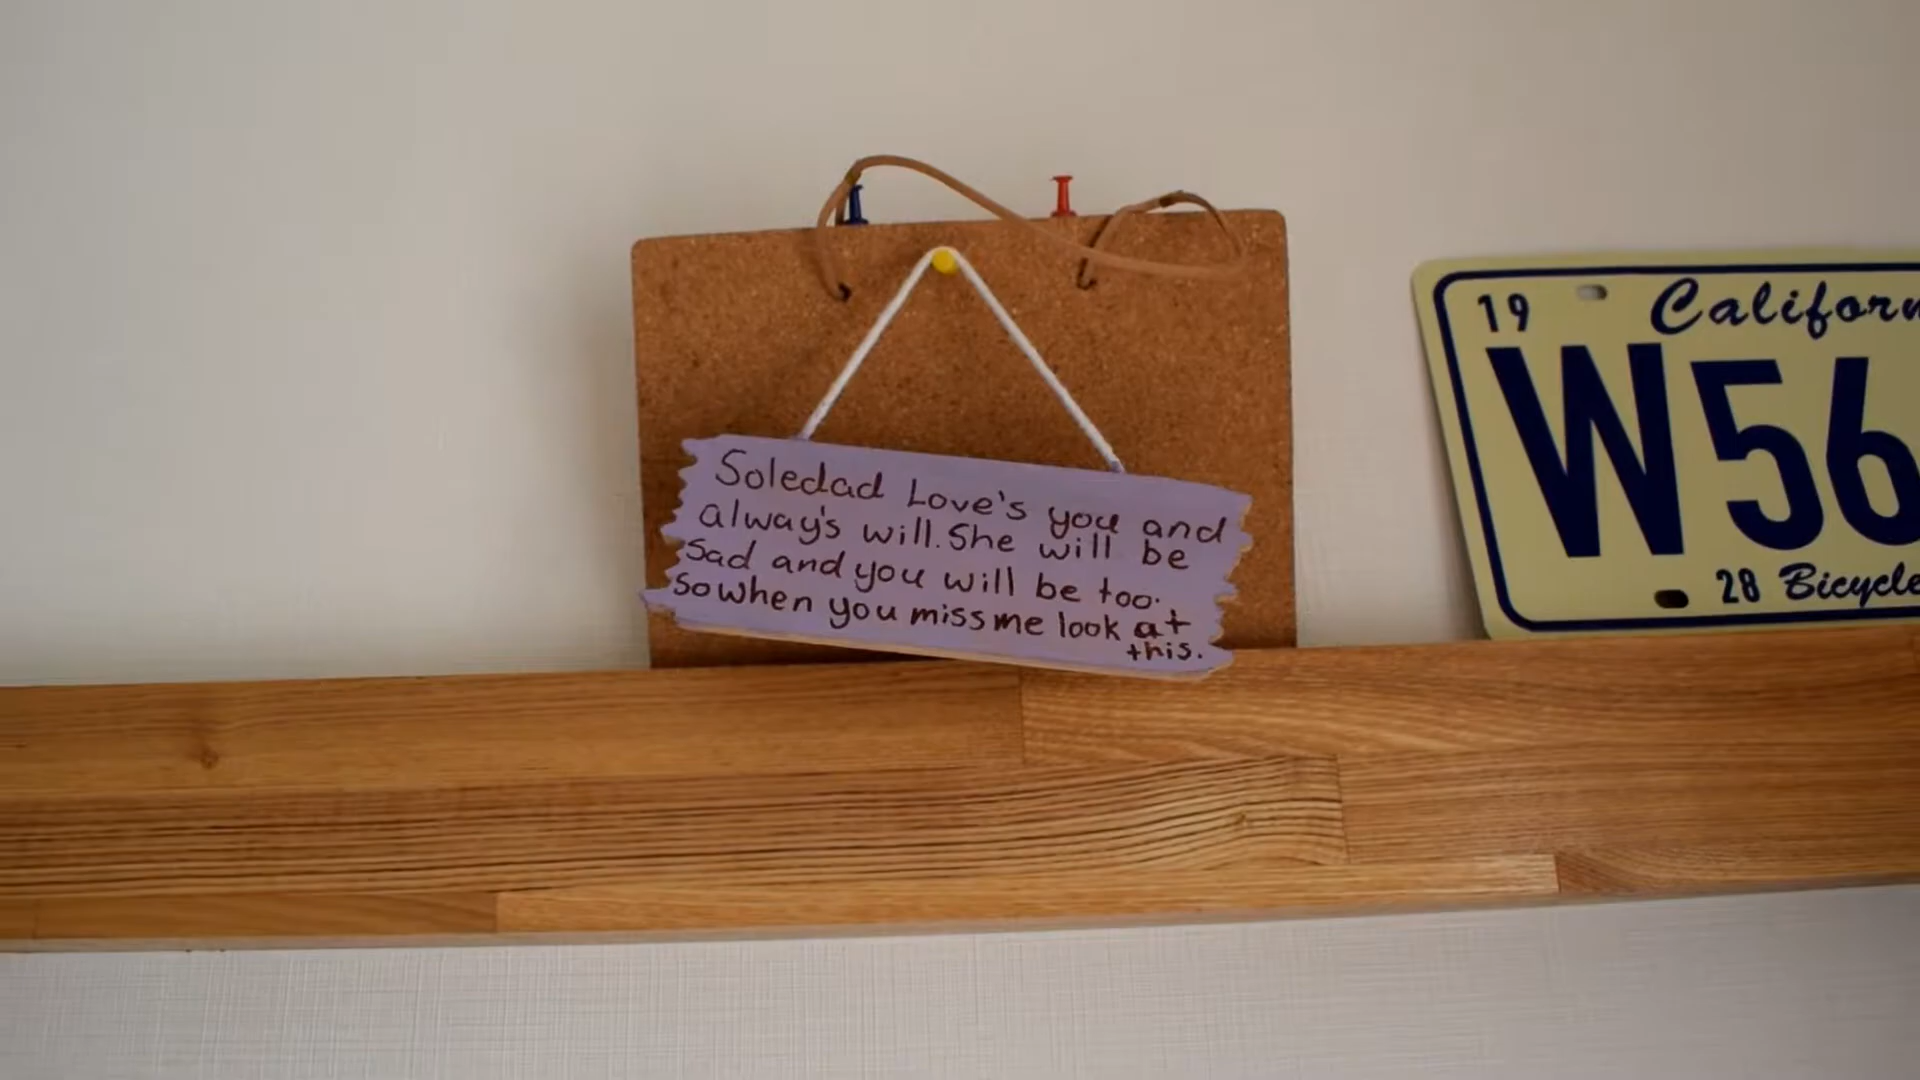 Soledad Love's you and
alway's will. She will be
Sad and you will be too.
So when you miss me look at
this.
19
Californ
W56
28 Bicycle